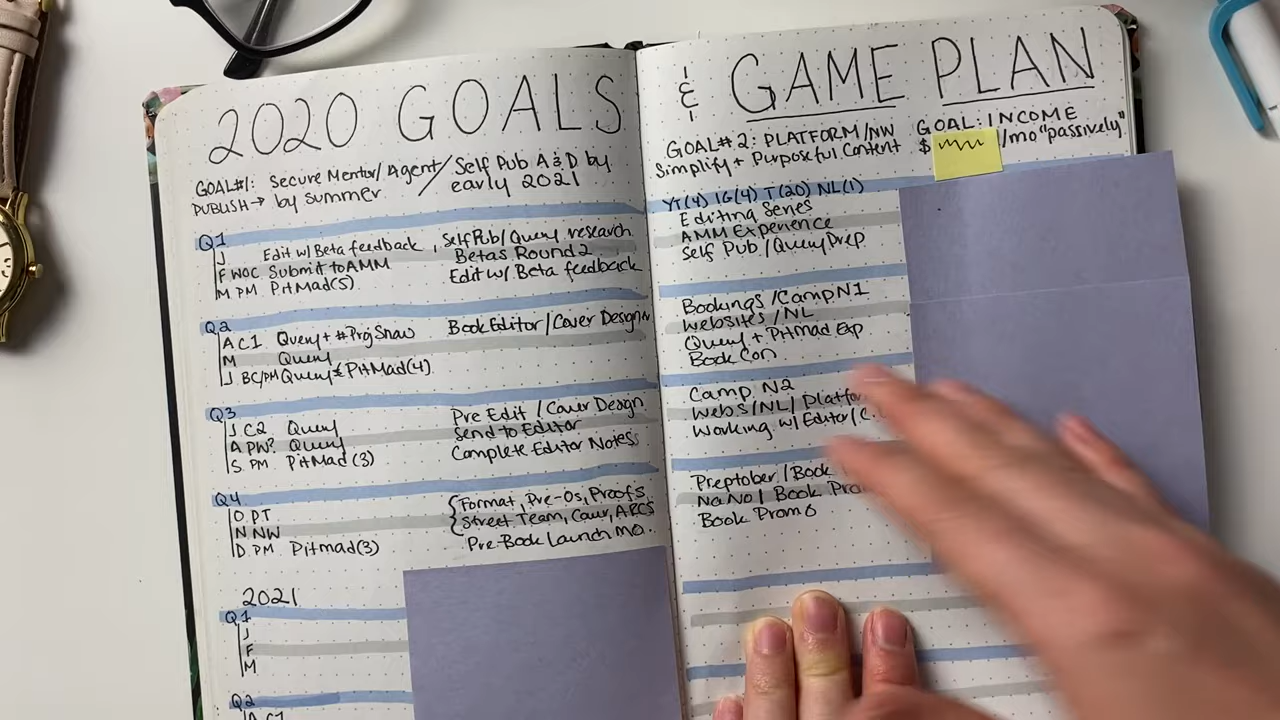 2020 GOALS
GOAL#1: Secure Mentor/Agent/ Self Pub A & D by
PUBLISH → by summer early 2021
Q1
J Edit w/Beta feedback, Self Pub/Query research
F WOC Submit to AMM Betas Round 2
M PM PitMad(5) Edit w/ Beta feedback
Q2
A C1 Query + #PrjSnow Book Editor/Cover Design
M Query
J BC/PM Query & PitMad(4)
Q3
J C2 Query Pre Edit / Cover Design
A PW? Query Send to Editor
S PM PitMad (3) Complete Editor Notes
Q4
O PT Format, Pre-Os, Proofs
N NW Street Team, Cour, ARCS
D PM Pitmad(3) Pre-Book Launch MO.
2021
Q1
J
F
M
Q2
A C1
& GAME PLAN
GOAL#2: PLATFORM/NW
Simplify + Purposeful Content
GOAL: INCOME
$ /mo "passively"
YT(4) IG(4) T(20) NL(1)
Editing Series
AMM Experience
Self Pub /Query Prep
Bookings /Camp N1
Websites /NL
Query + Pitmad Exp
Book Con
Camp N2
Webs/NL/ Platfor
Working w/ Editor/C.
Preptober / Book
NaNo / Book Pro
Book Promo